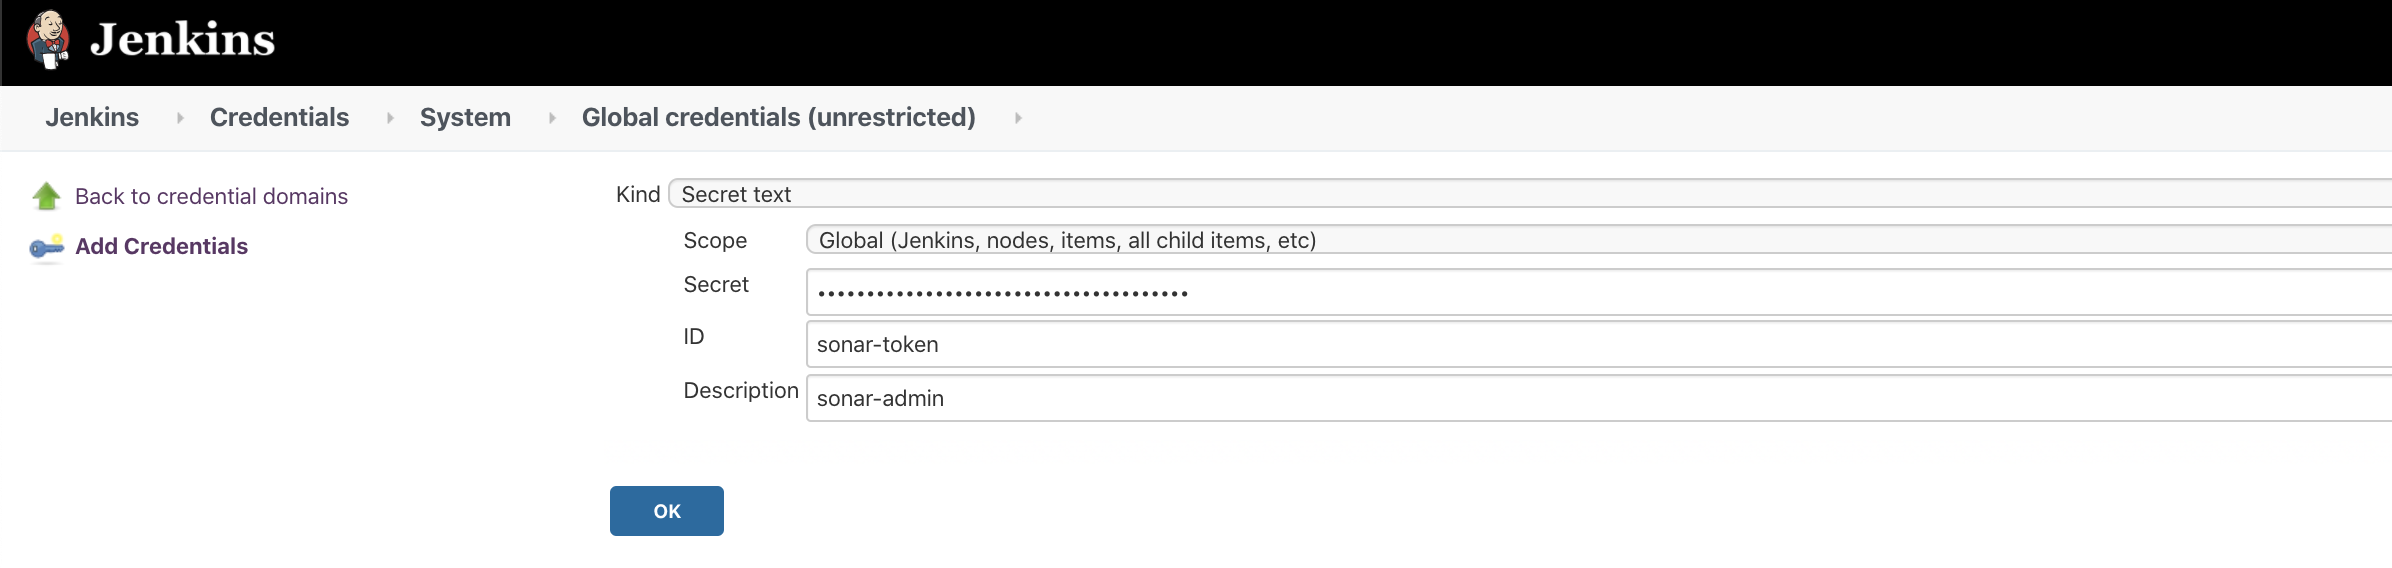 Jenkins
Jenkins Credentials System Global credentials (unrestricted)
Back to credential domains
Add Credentials
Kind Secret text
Scope Global (Jenkins, nodes, items, all child items, etc)
Secret ••••••••••••••••••••••••••••••••••••••
ID sonar-token
Description sonar-admin
OK